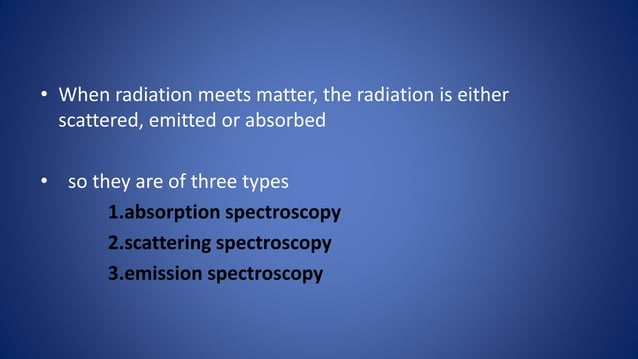 • When radiation meets matter, the radiation is either
scattered, emitted or absorbed
• so they are of three types
1.absorption spectroscopy
2.scattering spectroscopy
3.emission spectroscopy